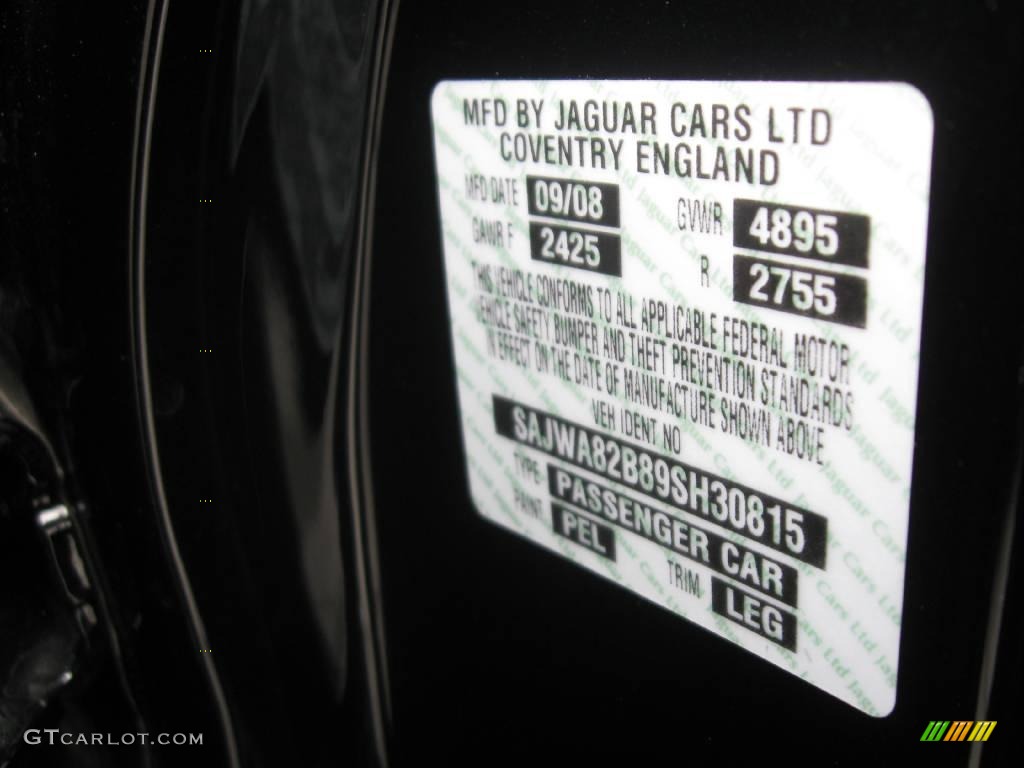 MFD BY JAGUAR CARS LTD
COVENTRY ENGLAND
MFD DATE 09/08 GVWR 4895
GAWR F 2425 R 2755
THIS VEHICLE CONFORMS TO ALL APPLICABLE FEDERAL MOTOR
VEHICLE SAFETY BUMPER AND THEFT PREVENTION STANDARDS
IN EFFECT ON THE DATE OF MANUFACTURE SHOWN ABOVE
VEH IDENT NO
SAJWA82B89SH30815
TYPE PASSENGER CAR
PAINT PEL TRIM LEG
GTCARLOT.COM